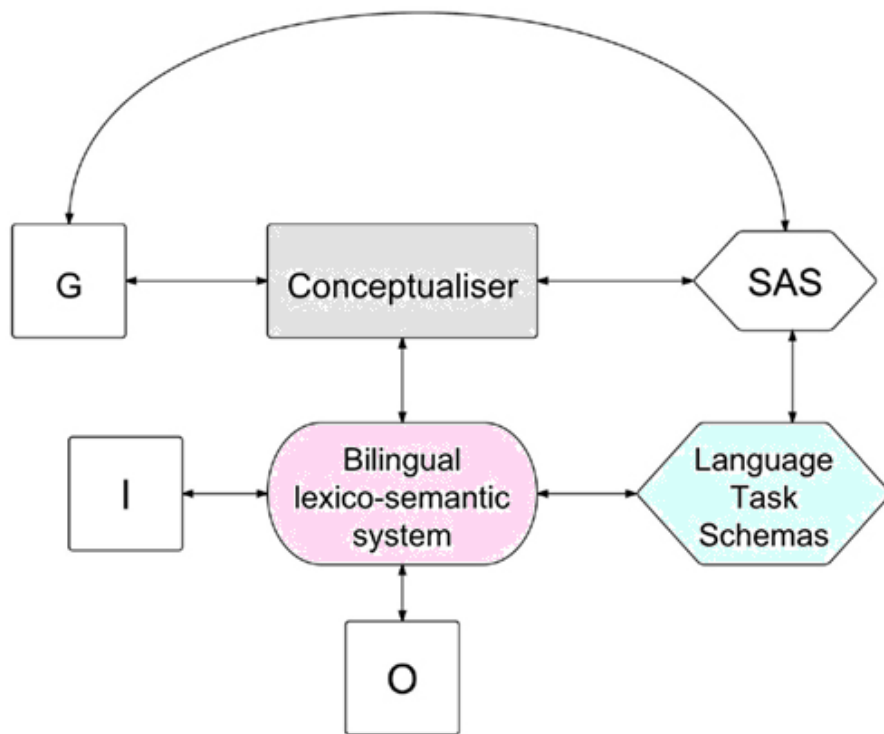 G
Conceptualiser
SAS
I
Bilingual
lexico-semantic
system
Language
Task
Schemas
O